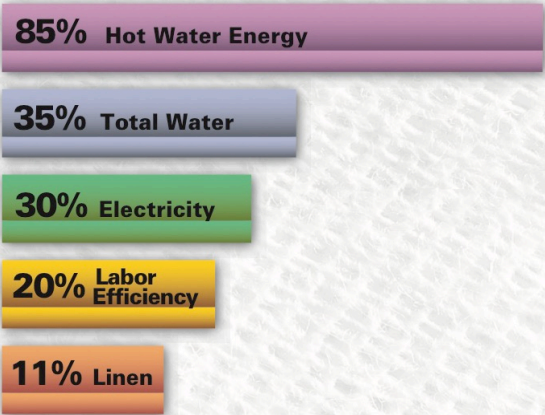 85% Hot Water Energy
35% Total Water
30% Electricity
20% Labor
Efficiency
11% Linen